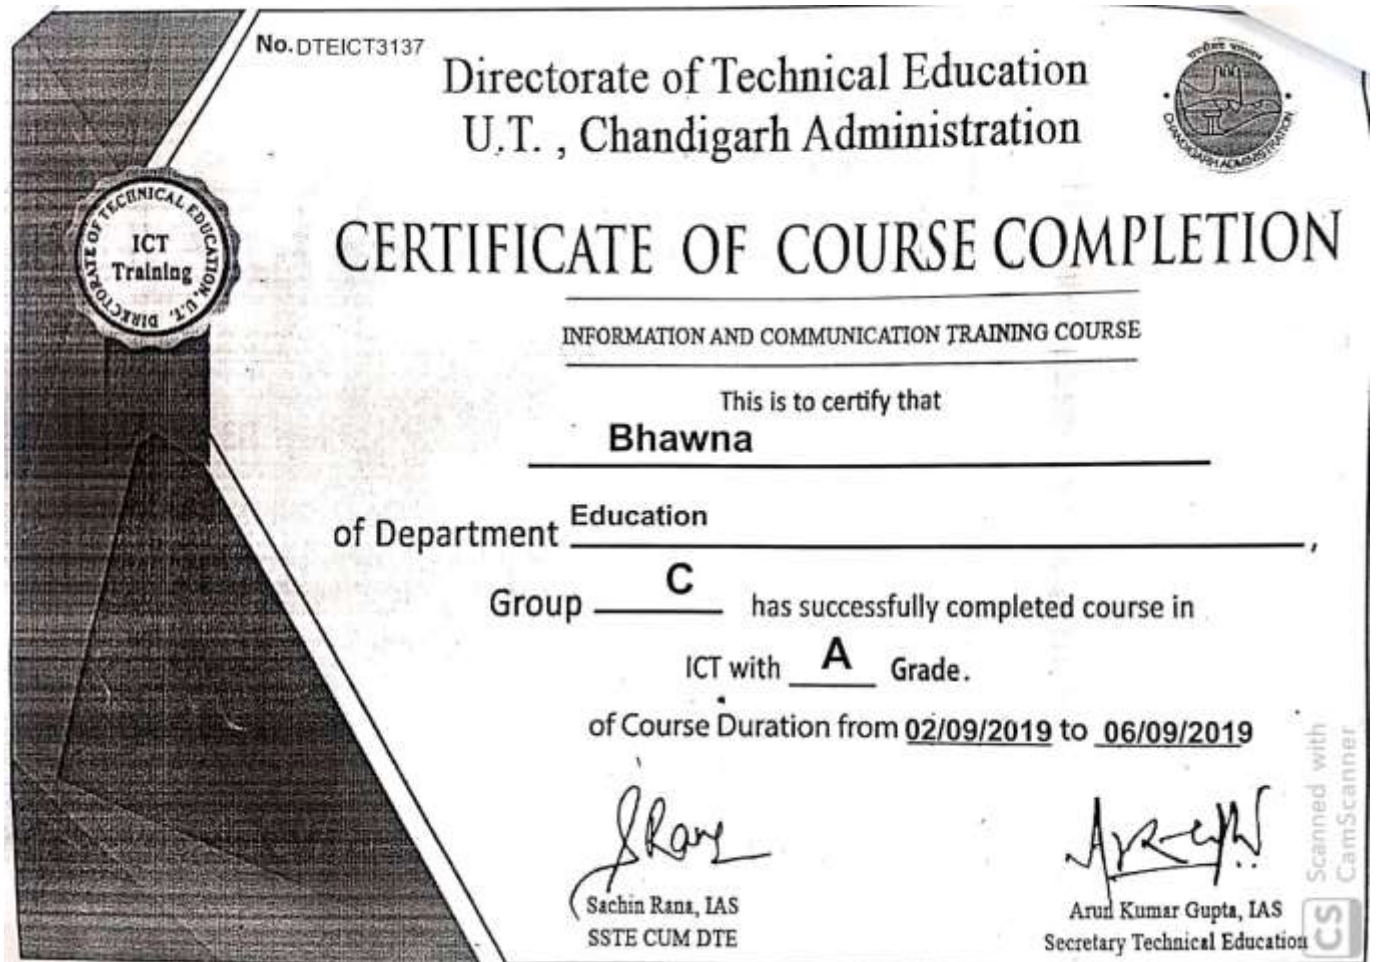 No. DTEICT3137
Directorate of Technical Education
U.T. , Chandigarh Administration
CHANDIGARH ADMINISTRATION
DIRECTORATE OF TECHNICAL EDUCATION, U.T.
ICT
Training
CERTIFICATE OF COURSE COMPLETION
INFORMATION AND COMMUNICATION TRAINING COURSE
This is to certify that
Bhawna
of Department Education ,
Group C has successfully completed course in
ICT with A Grade.
of Course Duration from 02/09/2019 to 06/09/2019
Sachin Rana, IAS
SSTE CUM DTE
Arun Kumar Gupta, IAS
Secretary Technical Education
CS
Scanned with
CamScanner